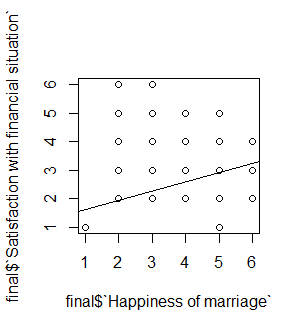 final$`Satisfaction with financial situation`
6
5
4
3
2
1
1 2 3 4 5 6
final$`Happiness of marriage`